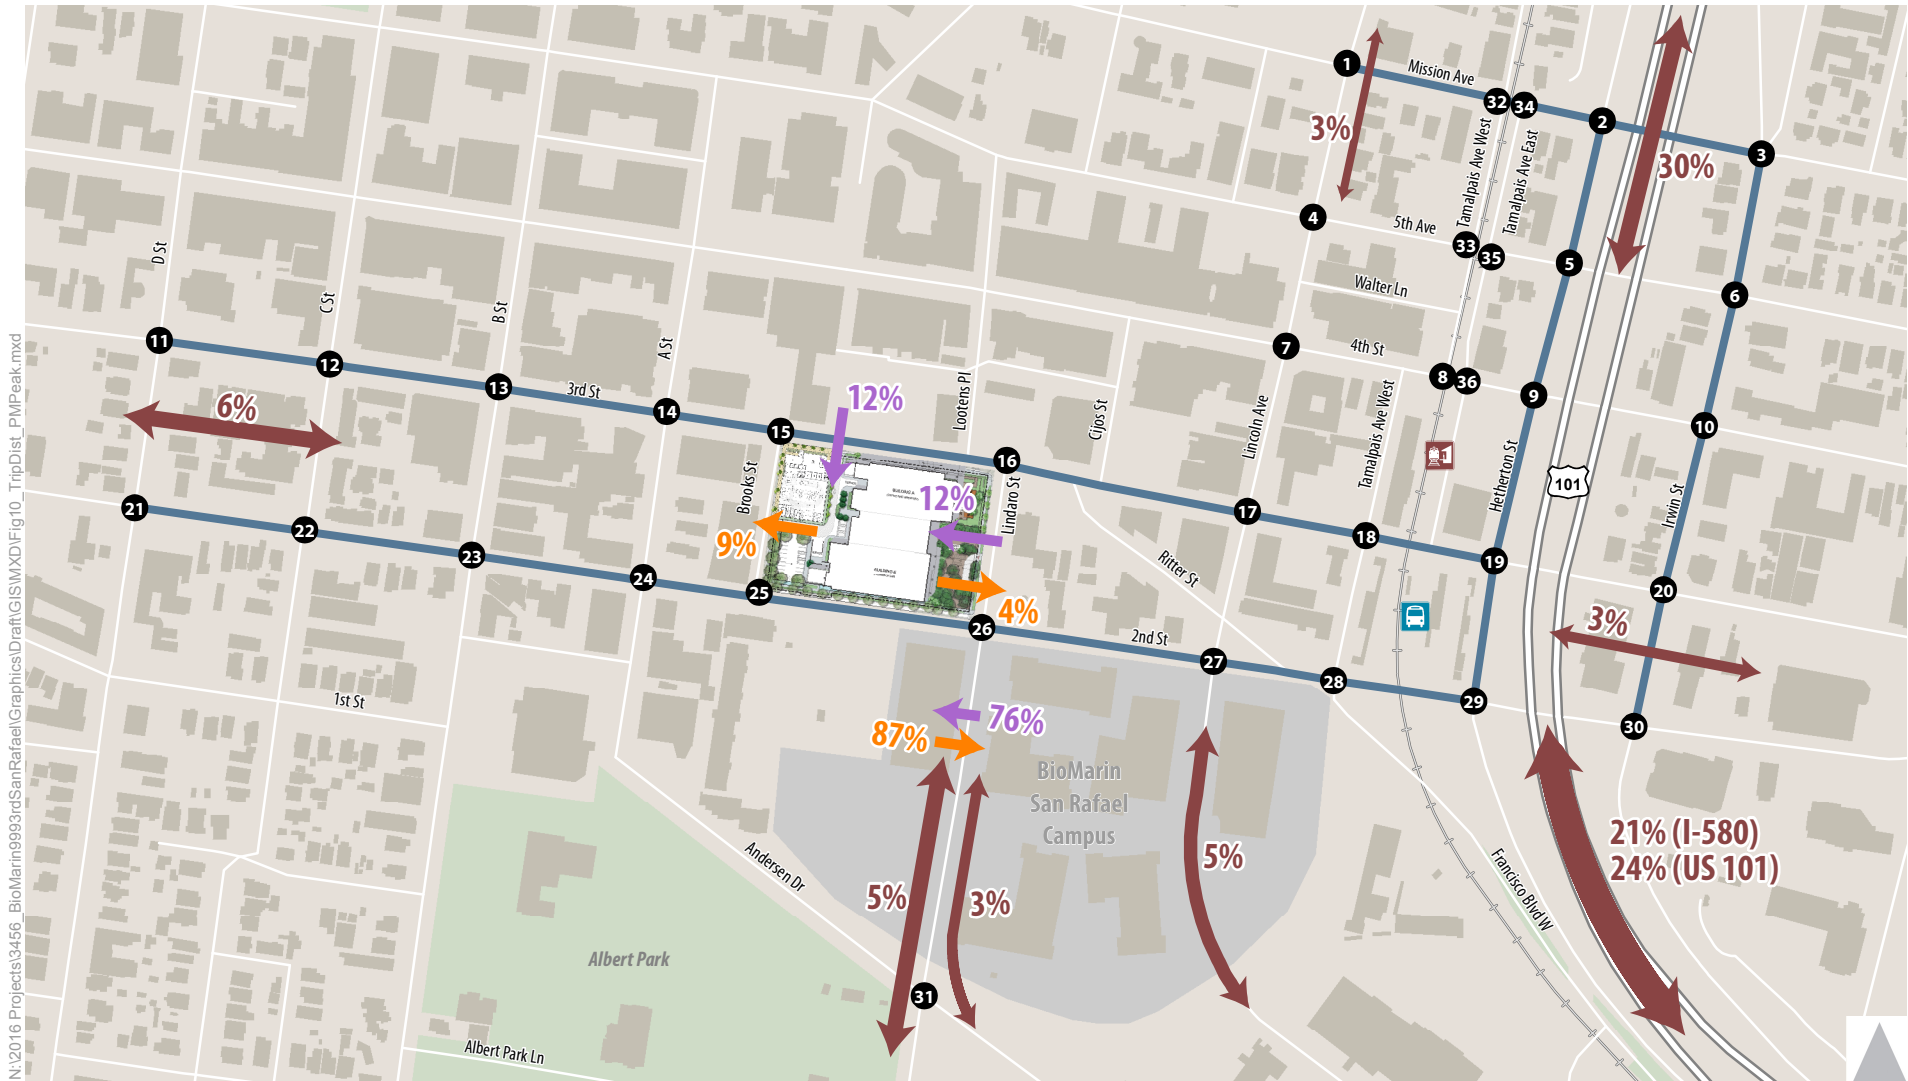 1
Mission Ave
32
34
2
3
3%
30%
Tamalpais Ave West
Tamalpais Ave East
4
5th Ave
33
35
5
6
D St
C St
B St
A St
Walter Ln
11
12
13
14
15
3rd St
7
4th St
8
36
9
10
6%
12%
Lootens Pl
Cijos St
Lincoln Ave
Tamalpais Ave West
Hetherton St
101
Irwin St
16
Brooks St
12%
Lindaro St
9%
4%
17
18
19
20
21
22
23
24
25
26
Ritter St
2nd St
27
28
29
30
3%
1st St
76%
87%
BioMarin
San Rafael
Campus
5%
3%
5%
21% (I-580)
24% (US 101)
Andersen Dr
Francisco Blvd W
Albert Park
31
Albert Park Ln
N:\2016 Projects\3456_BioMarin9993rdSanRafael\Graphics\Draft\GIS\MXD\Fig10_TripDist_PMPeak.mxd